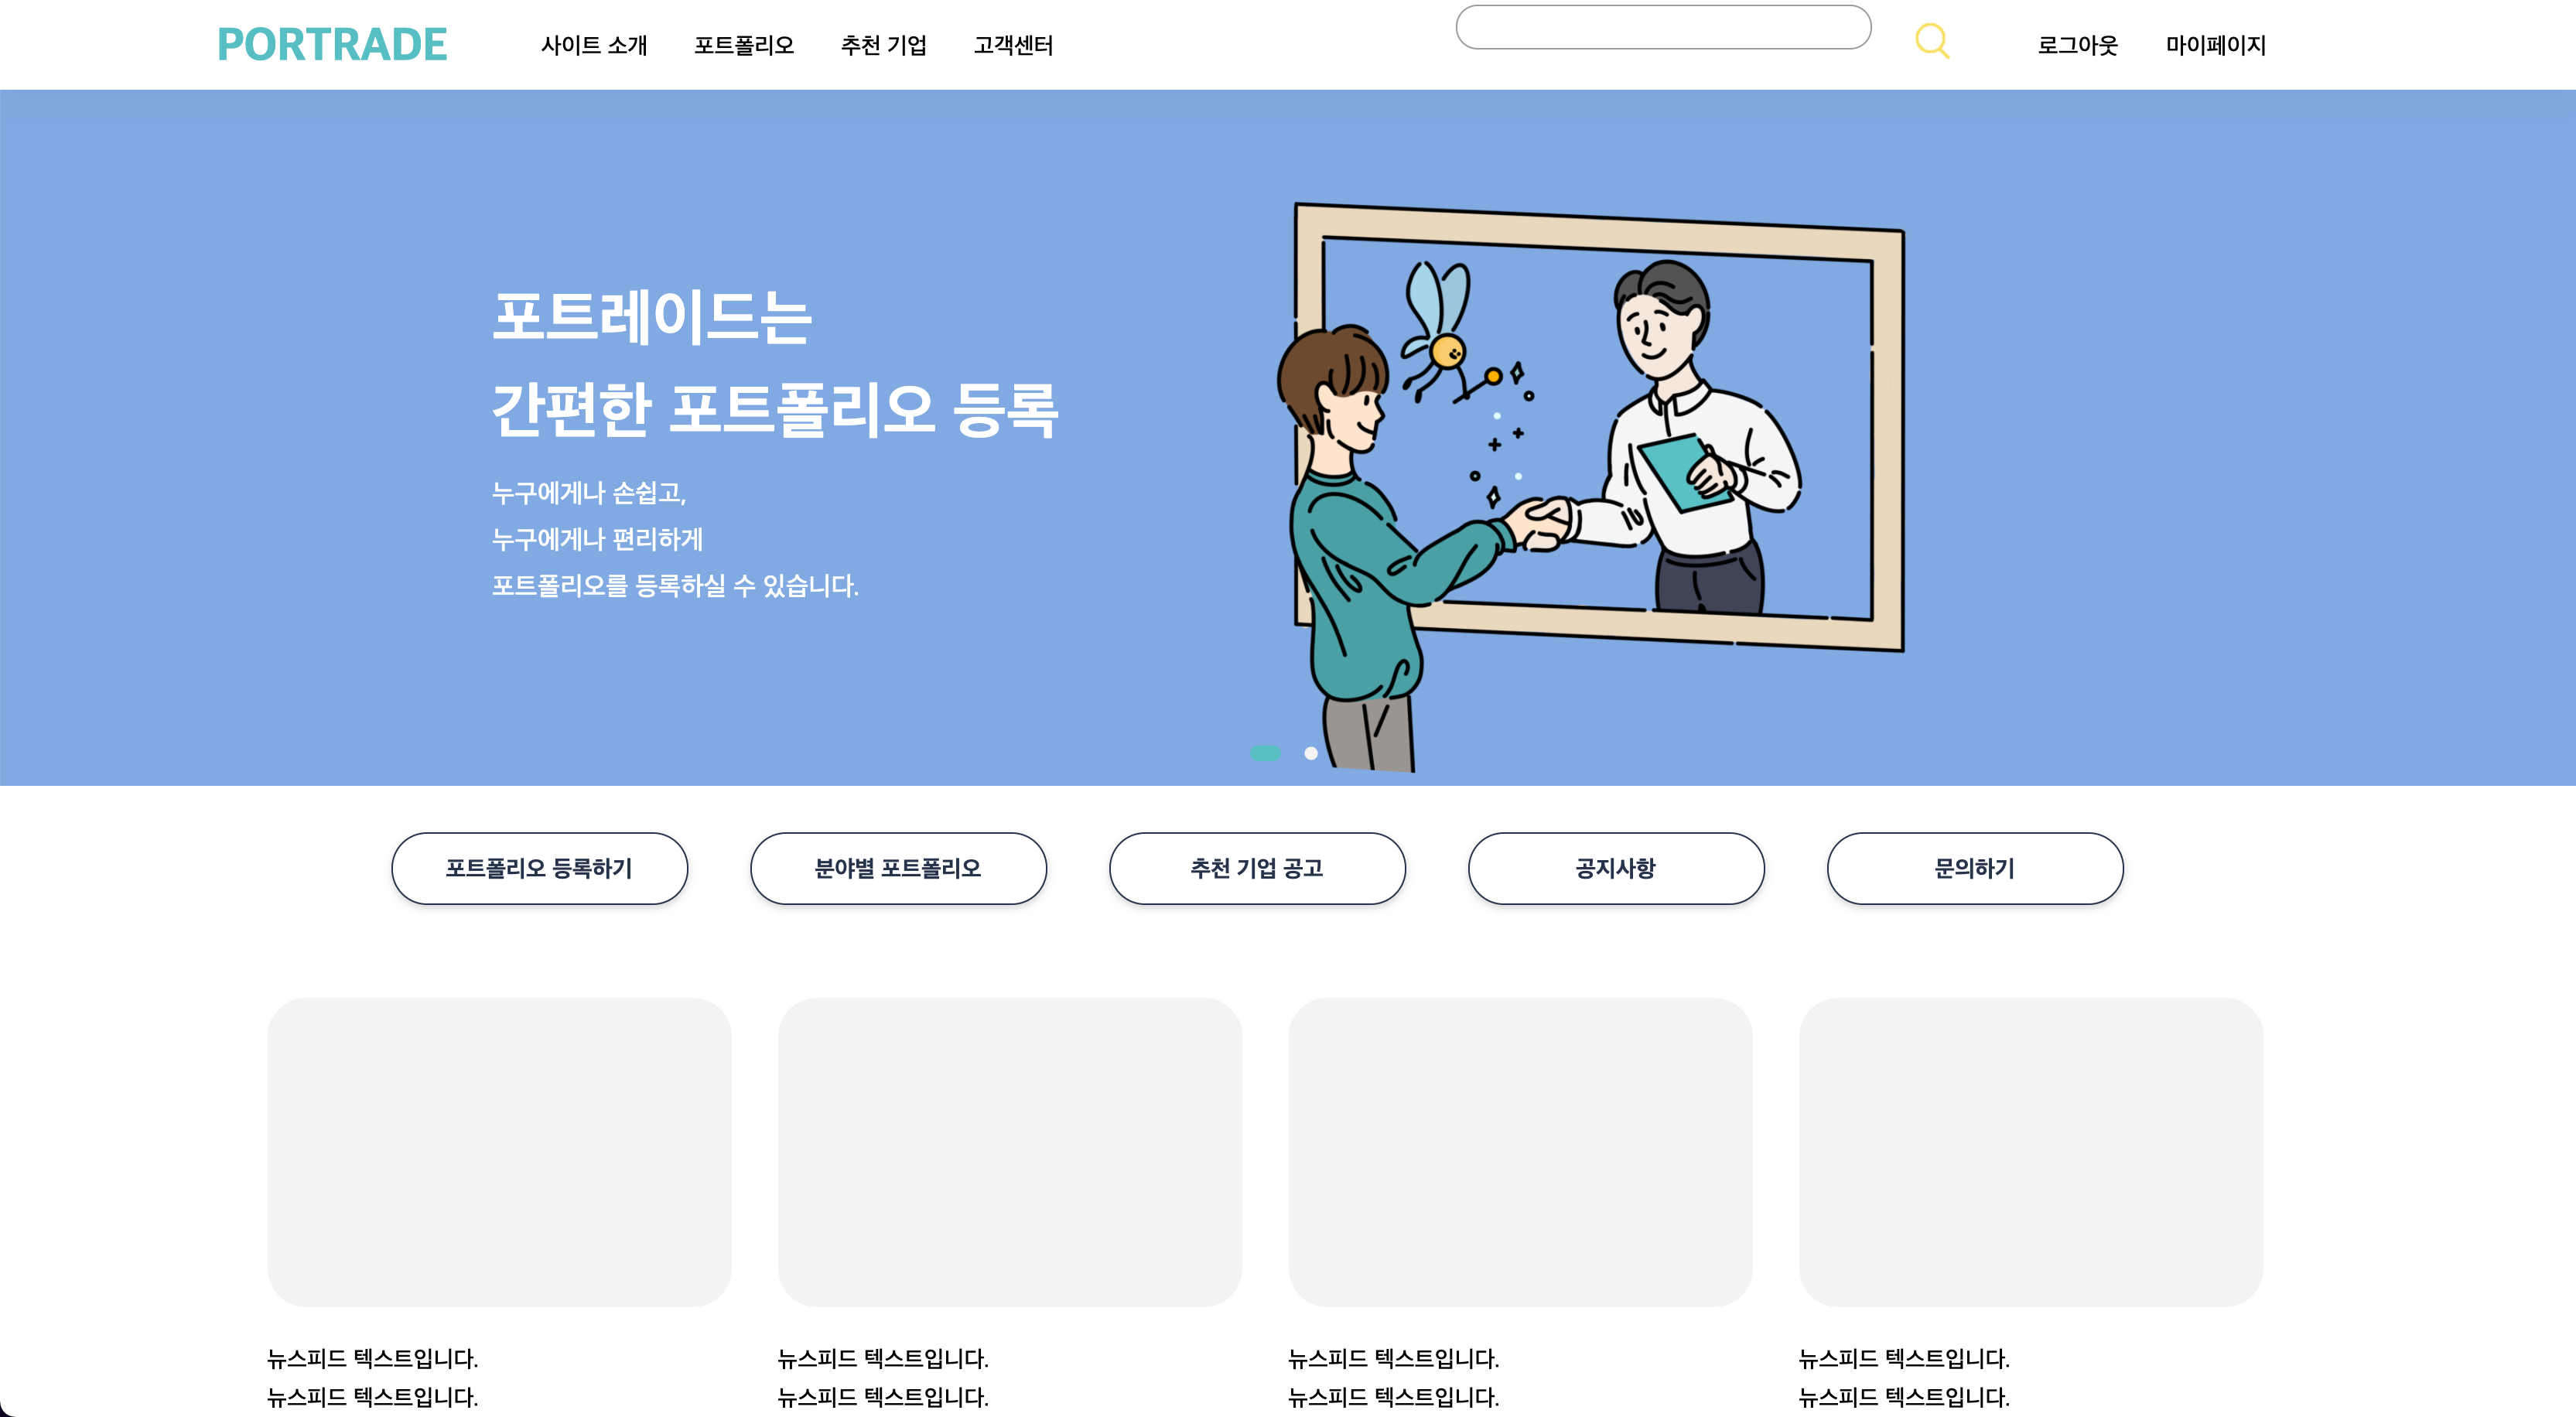 PORTRADE
사이트 소개
포트폴리오
추천 기업
고객센터
로그아웃
마이페이지
포트레이드는
간편한 포트폴리오 등록
누구에게나 손쉽고,
누구에게나 편리하게
포트폴리오를 등록하실 수 있습니다.
포트폴리오 등록하기
분야별 포트폴리오
추천 기업 공고
공지사항
문의하기
뉴스피드 텍스트입니다.
뉴스피드 텍스트입니다.
뉴스피드 텍스트입니다.
뉴스피드 텍스트입니다.
뉴스피드 텍스트입니다.
뉴스피드 텍스트입니다.
뉴스피드 텍스트입니다.
뉴스피드 텍스트입니다.